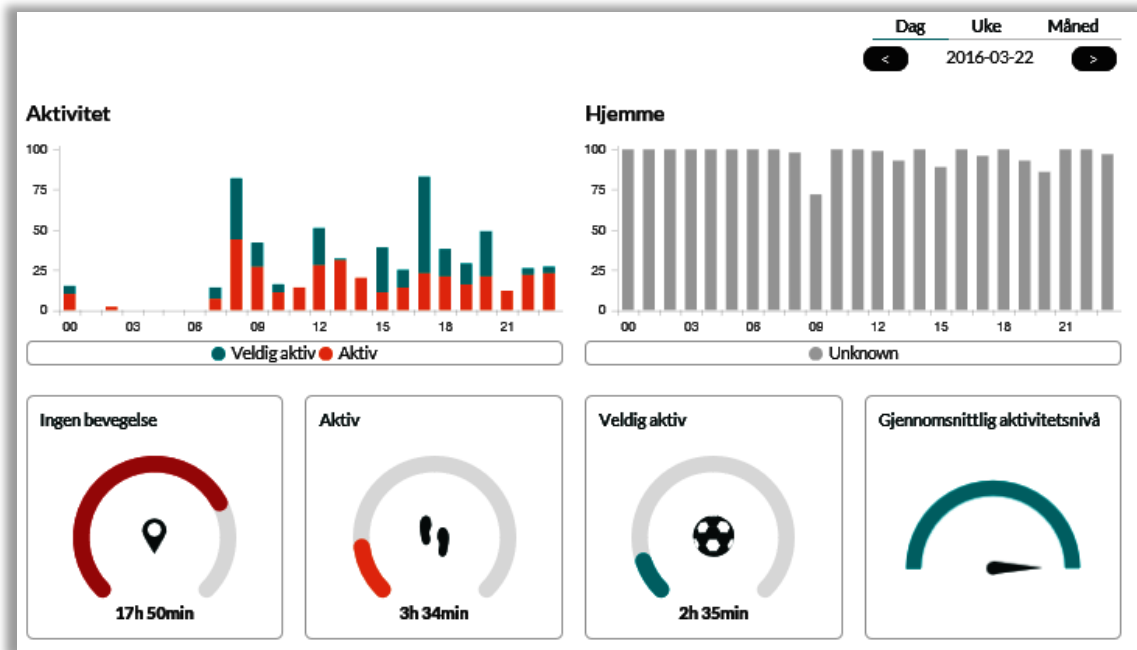 Dag Uke Måned
< 2016-03-22 >
Aktivitet
100
75
50
25
0
00 03 06 09 12 15 18 21
Veldig aktiv Aktiv
Hjemme
100
75
50
25
0
00 03 06 09 12 15 18 21
Unknown
Ingen bevegelse
17h 50min
Aktiv
3h 34min
Veldig aktiv
2h 35min
Gjennomsnittlig aktivitetsnivå